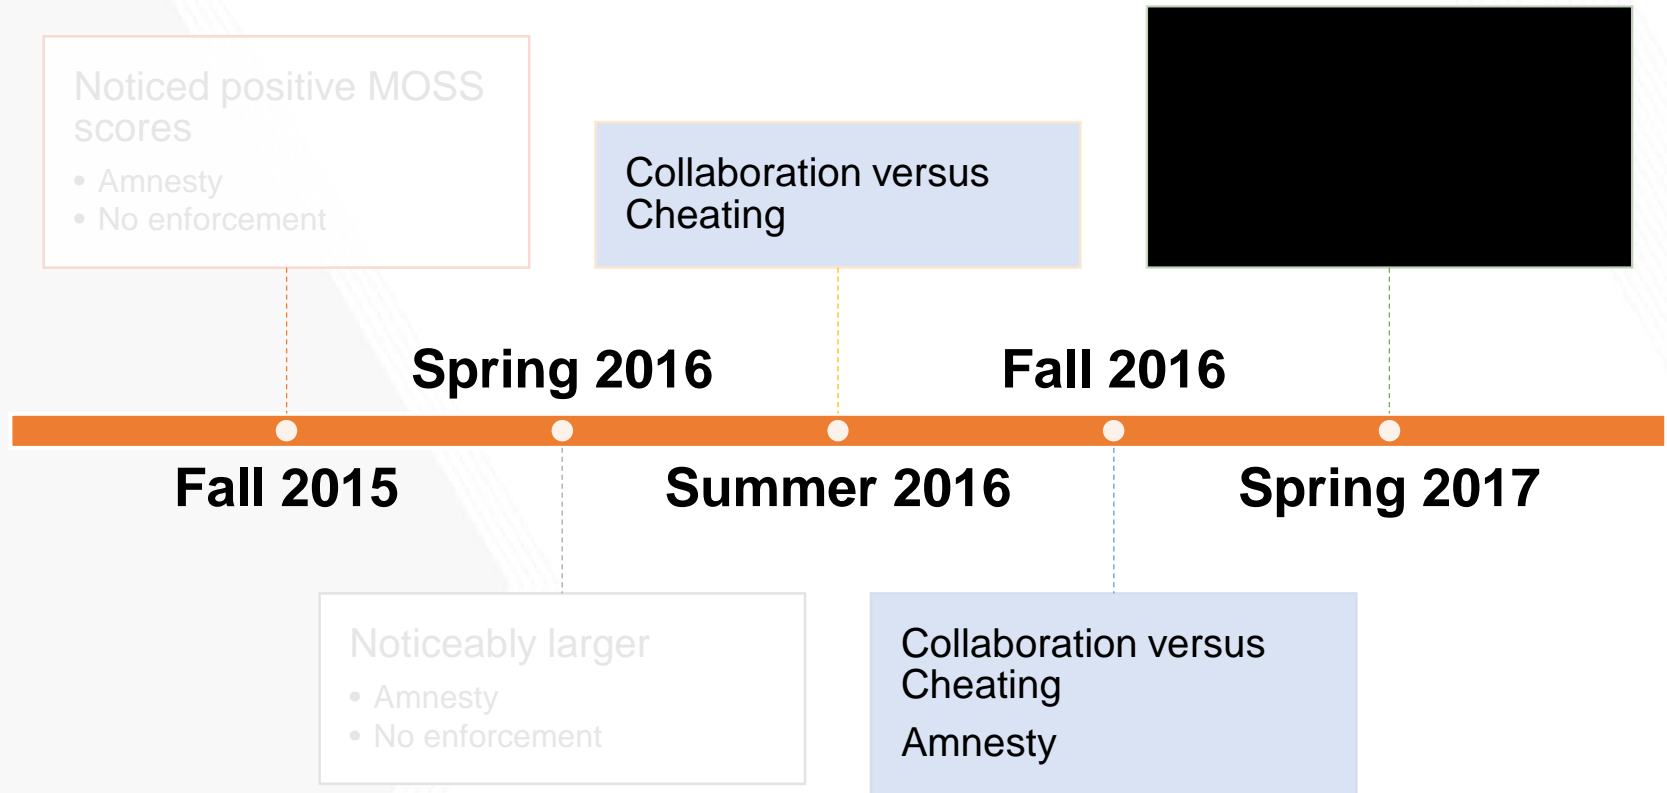 Noticed positive MOSS
scores
• Amnesty
• No enforcement
Collaboration versus
Cheating
Spring 2016
Fall 2016
Fall 2015
Summer 2016
Spring 2017
Noticeably larger
• Amnesty
• No enforcement
Collaboration versus
Cheating
Amnesty